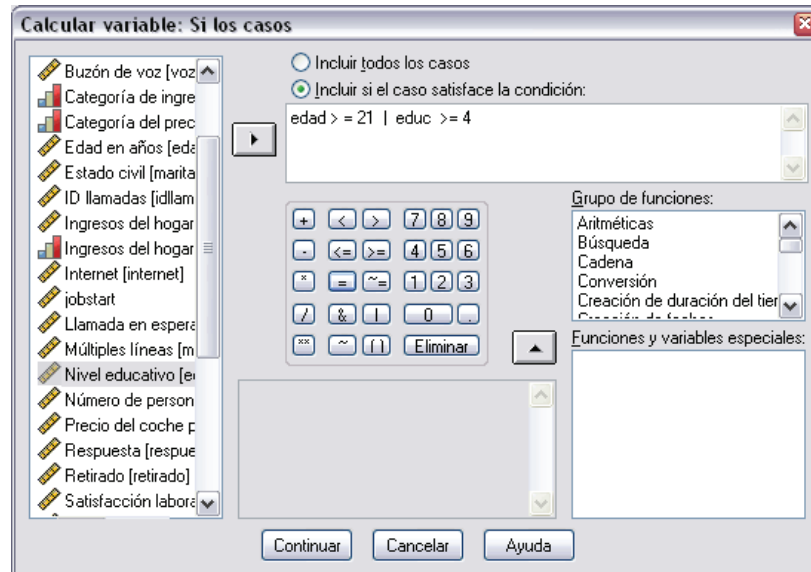 Calcular variable: Si los casos
Buzón de voz [voz
Categoría de ingre
Categoría del prec
Edad en años [eda
Estado civil [marita
ID llamadas [idllam
Ingresos del hogar
Ingresos del hogar
Internet [internet]
jobstart
Llamada en espera
Múltiples líneas [m
Nivel educativo [e
Número de person
Precio del coche p
Respuesta [respue
Retirado [retirado]
Satisfacción labora
Incluir todos los casos
Incluir si el caso satisface la condición:
edad > = 21 | educ >= 4
+ < > 7 8 9
- <= >= 4 5 6
* = ~= 1 2 3
/ & | 0 .
** ~ () Eliminar
Grupo de funciones:
Aritméticas
Búsqueda
Cadena
Conversión
Creación de duración del tier
Creación de fechas
Funciones y variables especiales:
Continuar Cancelar Ayuda